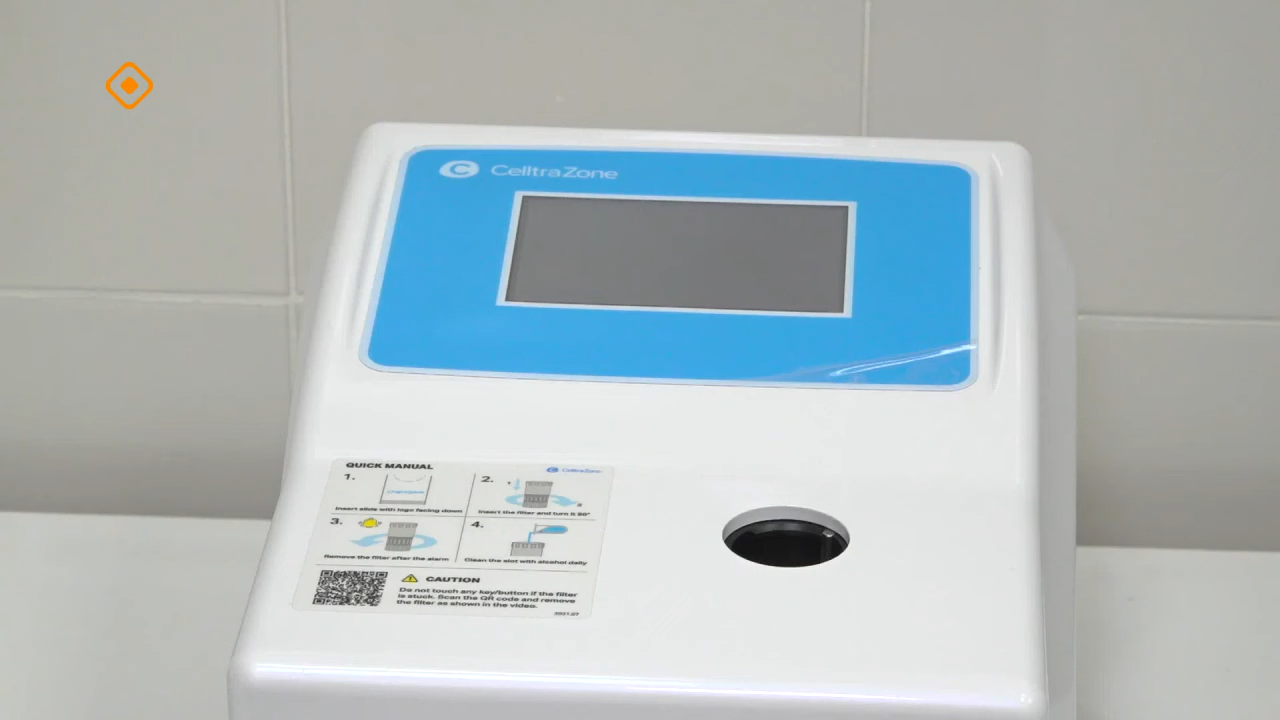 C CelltraZone
QUICK MANUAL
CelltraZone
1.
Insert slide with logo facing down
2.
Insert the filter and turn it 90°
3.
Remove the filter after the alarm
4.
Clean the slot with alcohol daily
CAUTION
Do not touch any key/button if the filter
is stuck. Scan the QR code and remove
the filter as shown in the video.
2021.07